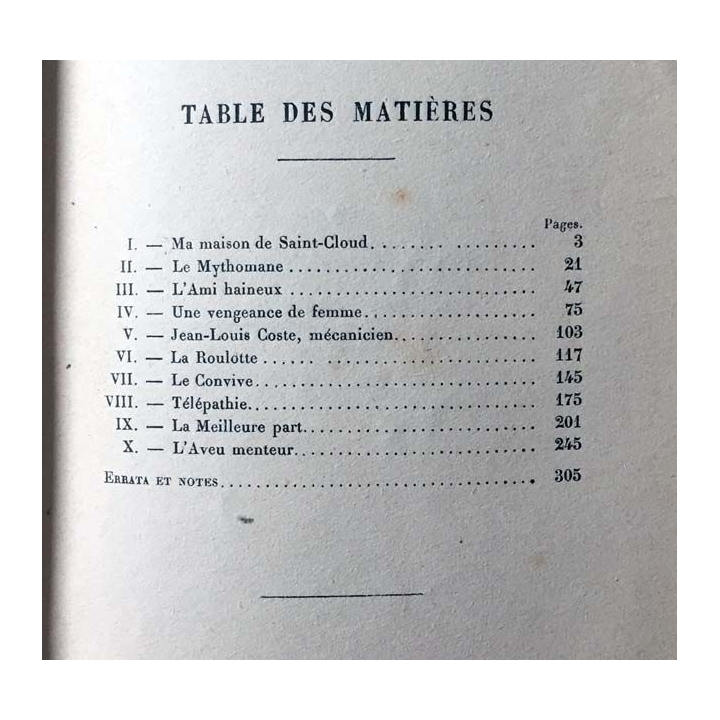 TABLE DES MATIÈRES
Pages.
I. — Ma maison de Saint-Cloud. . . . . . . . . . . . . . . . . 3
II. — Le Mythomane . . . . . . . . . . . . . . . . . . . . . . . . . . 21
III. — L'Ami haineux . . . . . . . . . . . . . . . . . . . . . . . . . . 47
IV. — Une vengeance de femme. . . . . . . . . . . . . . . . . . 75
V. — Jean-Louis Coste, mécanicien. . . . . . . . . . . . . . . 103
VI. — La Roulotte . . . . . . . . . . . . . . . . . . . . . . . . . . . . 117
VII. — Le Convive. . . . . . . . . . . . . . . . . . . . . . . . . . . . . 145
VIII. — Télépathie. . . . . . . . . . . . . . . . . . . . . . . . . . . . . . 175
IX. — La Meilleure part. . . . . . . . . . . . . . . . . . . . . . . . 201
X. — L'Aveu menteur. . . . . . . . . . . . . . . . . . . . . . . . . 245
ERRATA ET NOTES. . . . . . . . . . . . . . . . . . . . . . . . . . . . . . . . 305